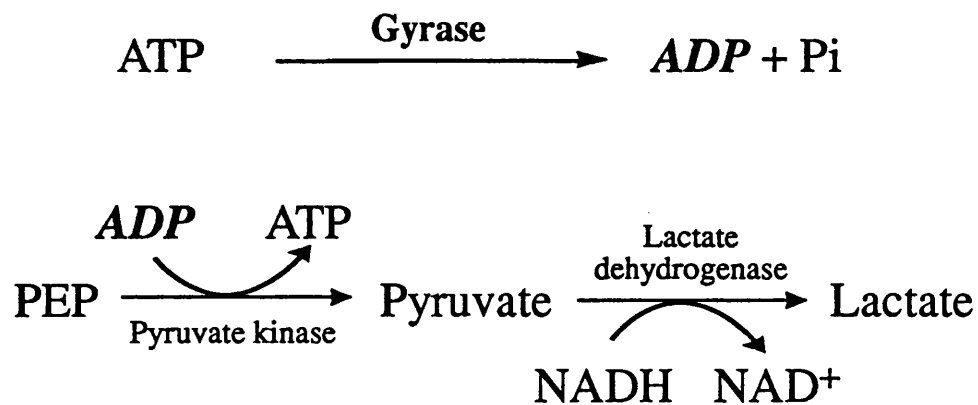 Gyrase
ATP ADP + Pi
ADP ATP Lactate
dehydrogenase
PEP Pyruvate Lactate
Pyruvate kinase
NADH NAD+